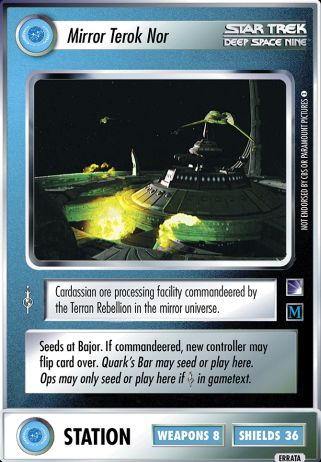 Mirror Terok Nor
STAR TREK
DEEP SPACE NINE
NOT ENDORSED BY CBS OR PARAMOUNT PICTURES
Cardassian ore processing facility commandeered by
the Terran Rebellion in the mirror universe.
M
Seeds at Bajor. If commandeered, new controller may
flip card over. Quark's Bar may seed or play here.
Ops may only seed or play here if in gametext.
STATION
WEAPONS 8
SHIELDS 36
ERRATA